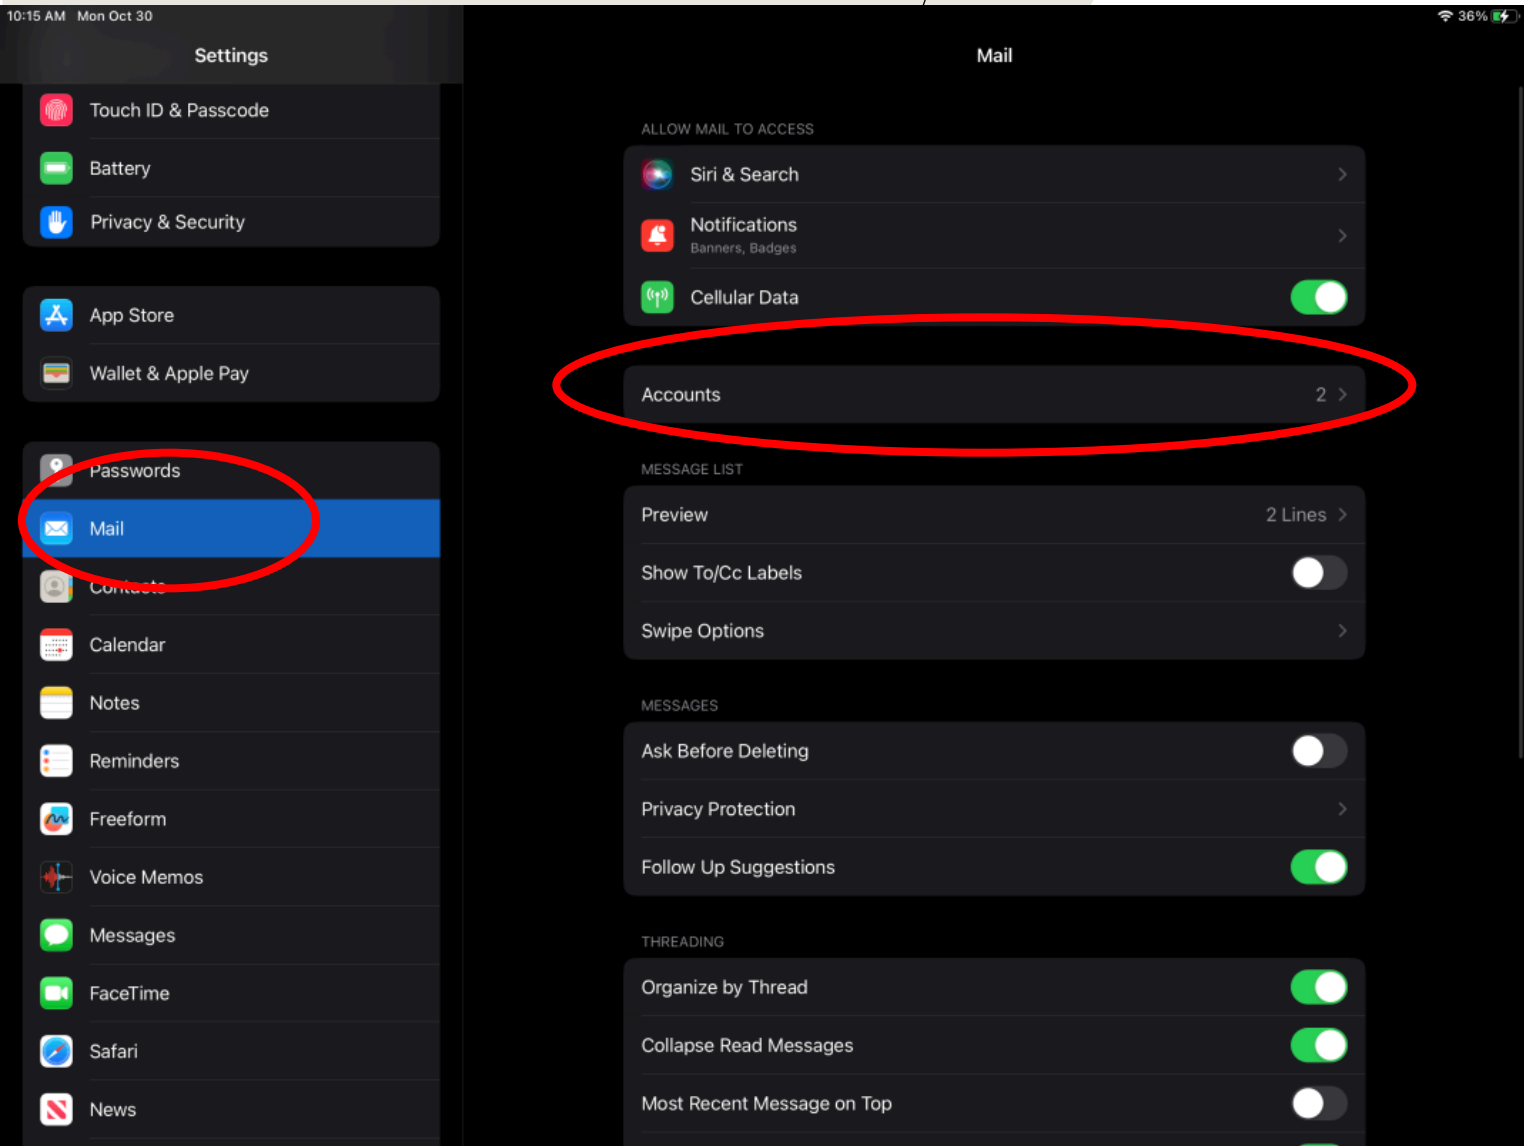 10:15 AM Mon Oct 30
36%
Settings
Touch ID & Passcode
Battery
Privacy & Security
App Store
Wallet & Apple Pay
Passwords
Mail
Contacts
Calendar
Notes
Reminders
Freeform
Voice Memos
Messages
FaceTime
Safari
News
Mail
ALLOW MAIL TO ACCESS
Siri & Search
Notifications
Banners, Badges
Cellular Data
Accounts 2
MESSAGE LIST
Preview 2 Lines
Show To/Cc Labels
Swipe Options
MESSAGES
Ask Before Deleting
Privacy Protection
Follow Up Suggestions
THREADING
Organize by Thread
Collapse Read Messages
Most Recent Message on Top